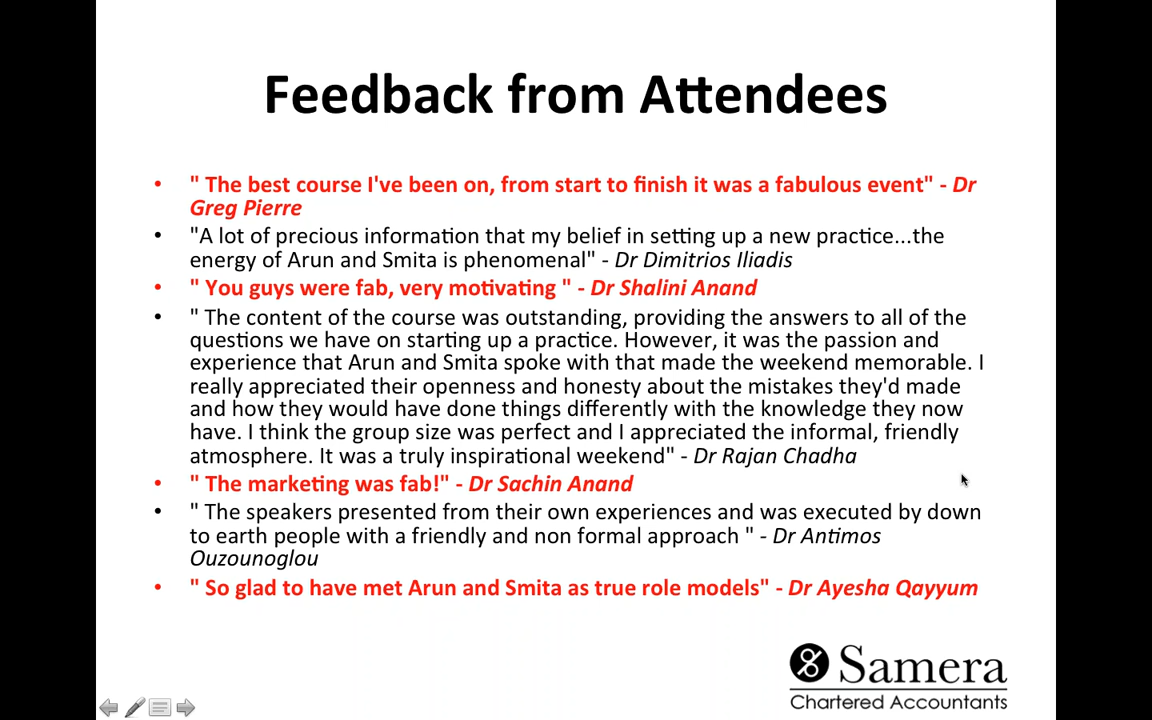 Feedback from Attendees
• " The best course I've been on, from start to finish it was a fabulous event" - Dr
Greg Pierre
• "A lot of precious information that my belief in setting up a new practice...the
energy of Arun and Smita is phenomenal" - Dr Dimitrios Iliadis
• " You guys were fab, very motivating " - Dr Shalini Anand
• " The content of the course was outstanding, providing the answers to all of the
questions we have on starting up a practice. However, it was the passion and
experience that Arun and Smita spoke with that made the weekend memorable. I
really appreciated their openness and honesty about the mistakes they'd made
and how they would have done things differently with the knowledge they now
have. I think the group size was perfect and I appreciated the informal, friendly
atmosphere. It was a truly inspirational weekend" - Dr Rajan Chadha
• " The marketing was fab!" - Dr Sachin Anand
• " The speakers presented from their own experiences and was executed by down
to earth people with a friendly and non formal approach " - Dr Antimos
Ouzounoglou
• " So glad to have met Arun and Smita as true role models" - Dr Ayesha Qayyum
Samera
Chartered Accountants